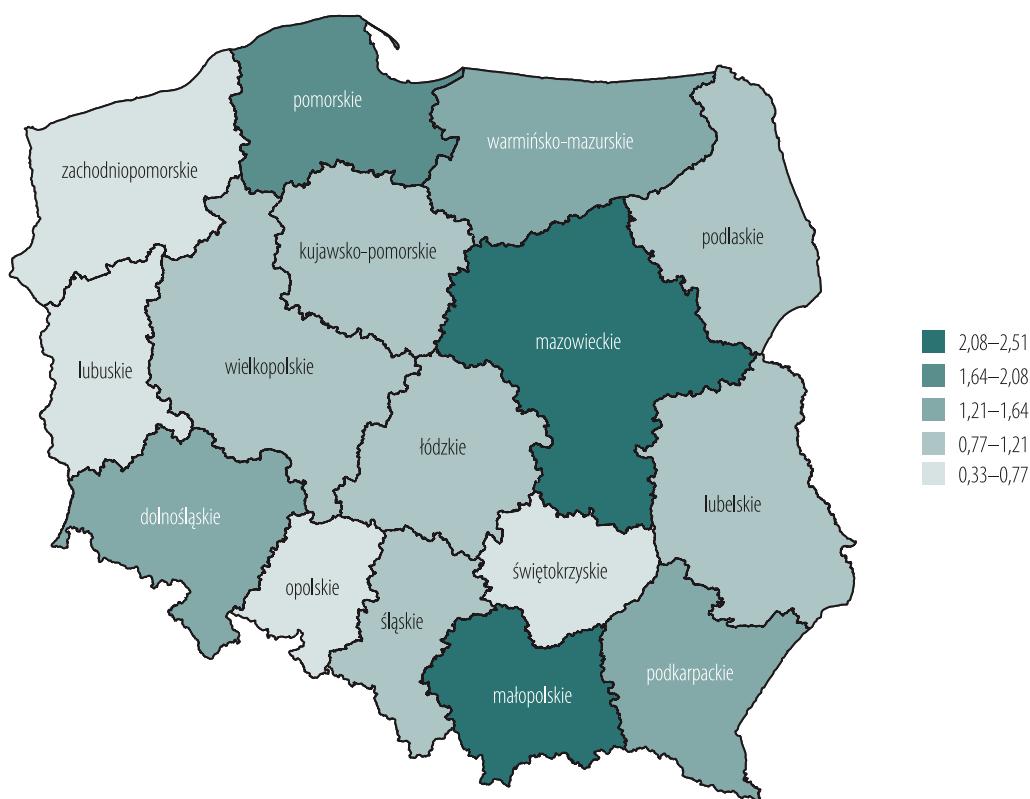 pomorskie
warmińsko-mazurskie
zachodniopomorskie
podlaskie
kujawsko-pomorskie
mazowieckie
lubuskie
wielkopolskie
łódzkie
lubelskie
dolnośląskie
świętokrzyskie
opolskie
śląskie
podkarpackie
małopolskie
2,08–2,51
1,64–2,08
1,21–1,64
0,77–1,21
0,33–0,77